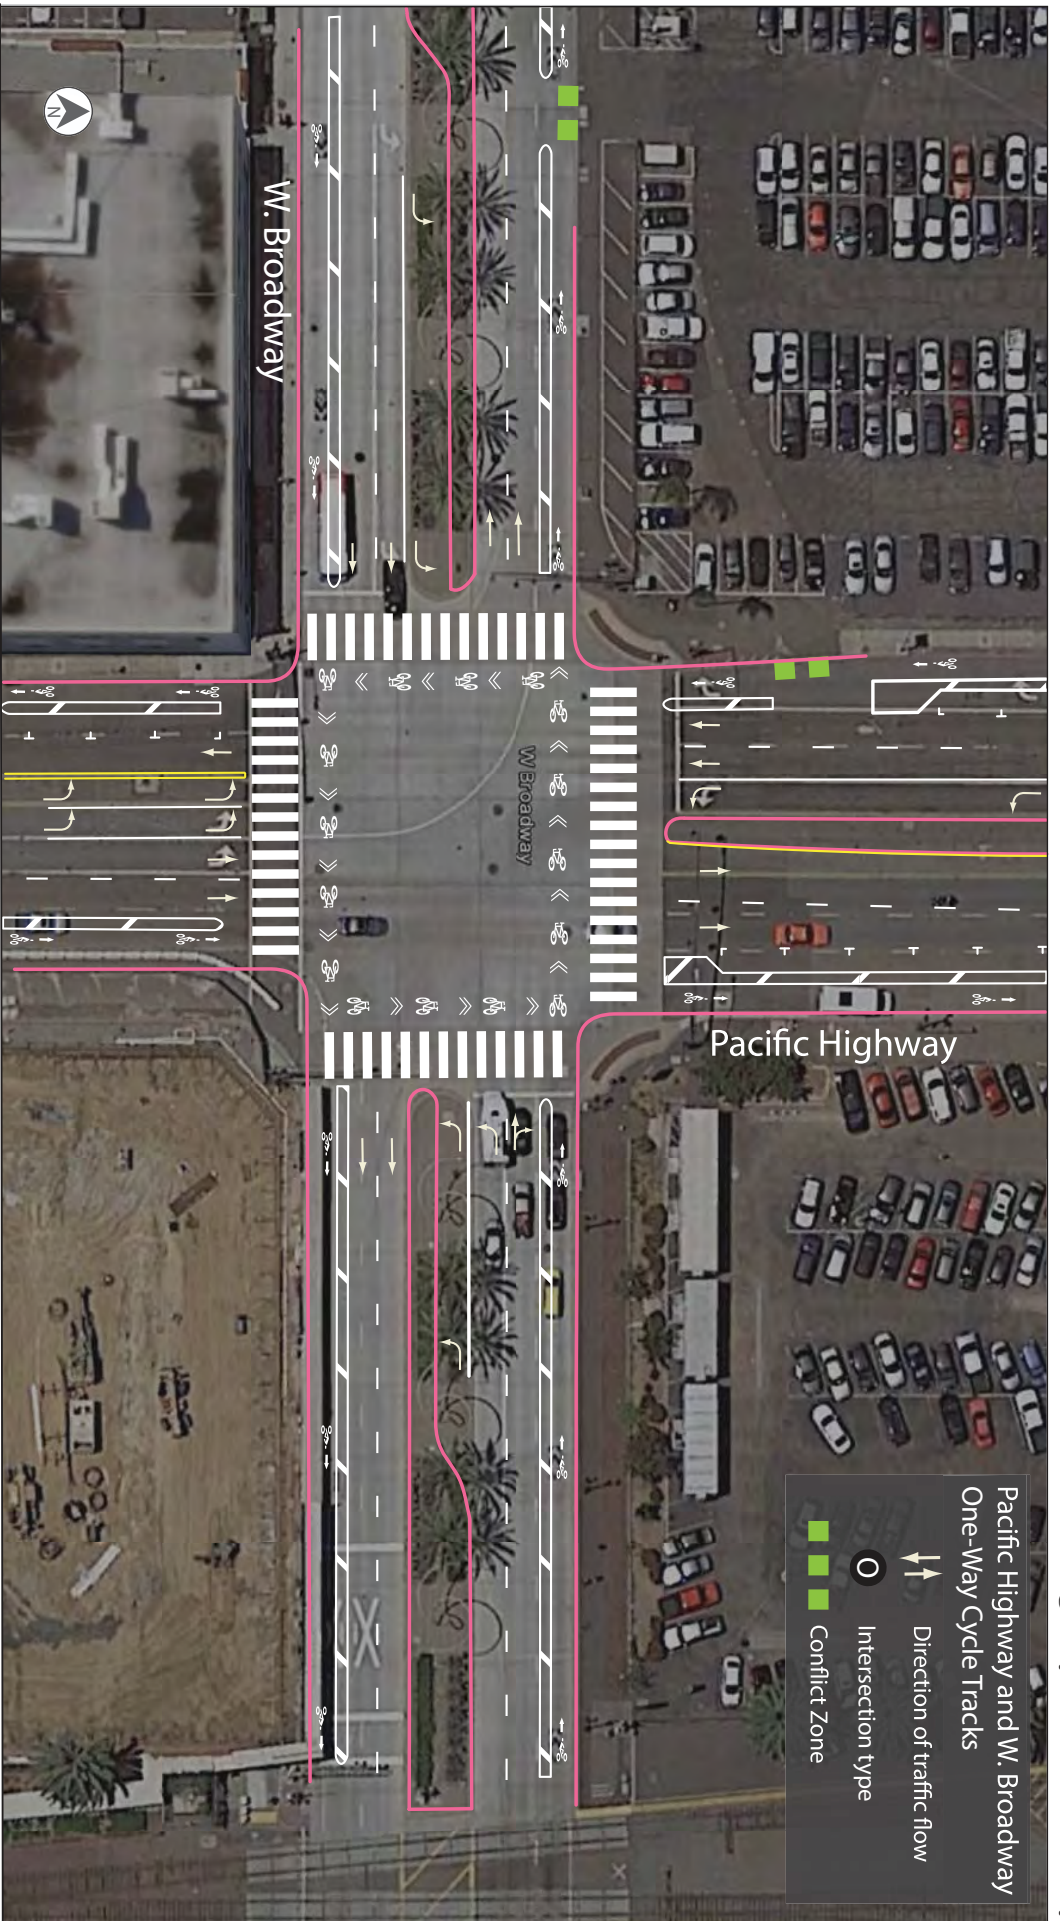 Pacific Highway and W. Broadway
One-Way Cycle Tracks
Direction of traffic flow
O
Intersection type
Conflict Zone
Pacific Highway
W Broadway
W. Broadway
N